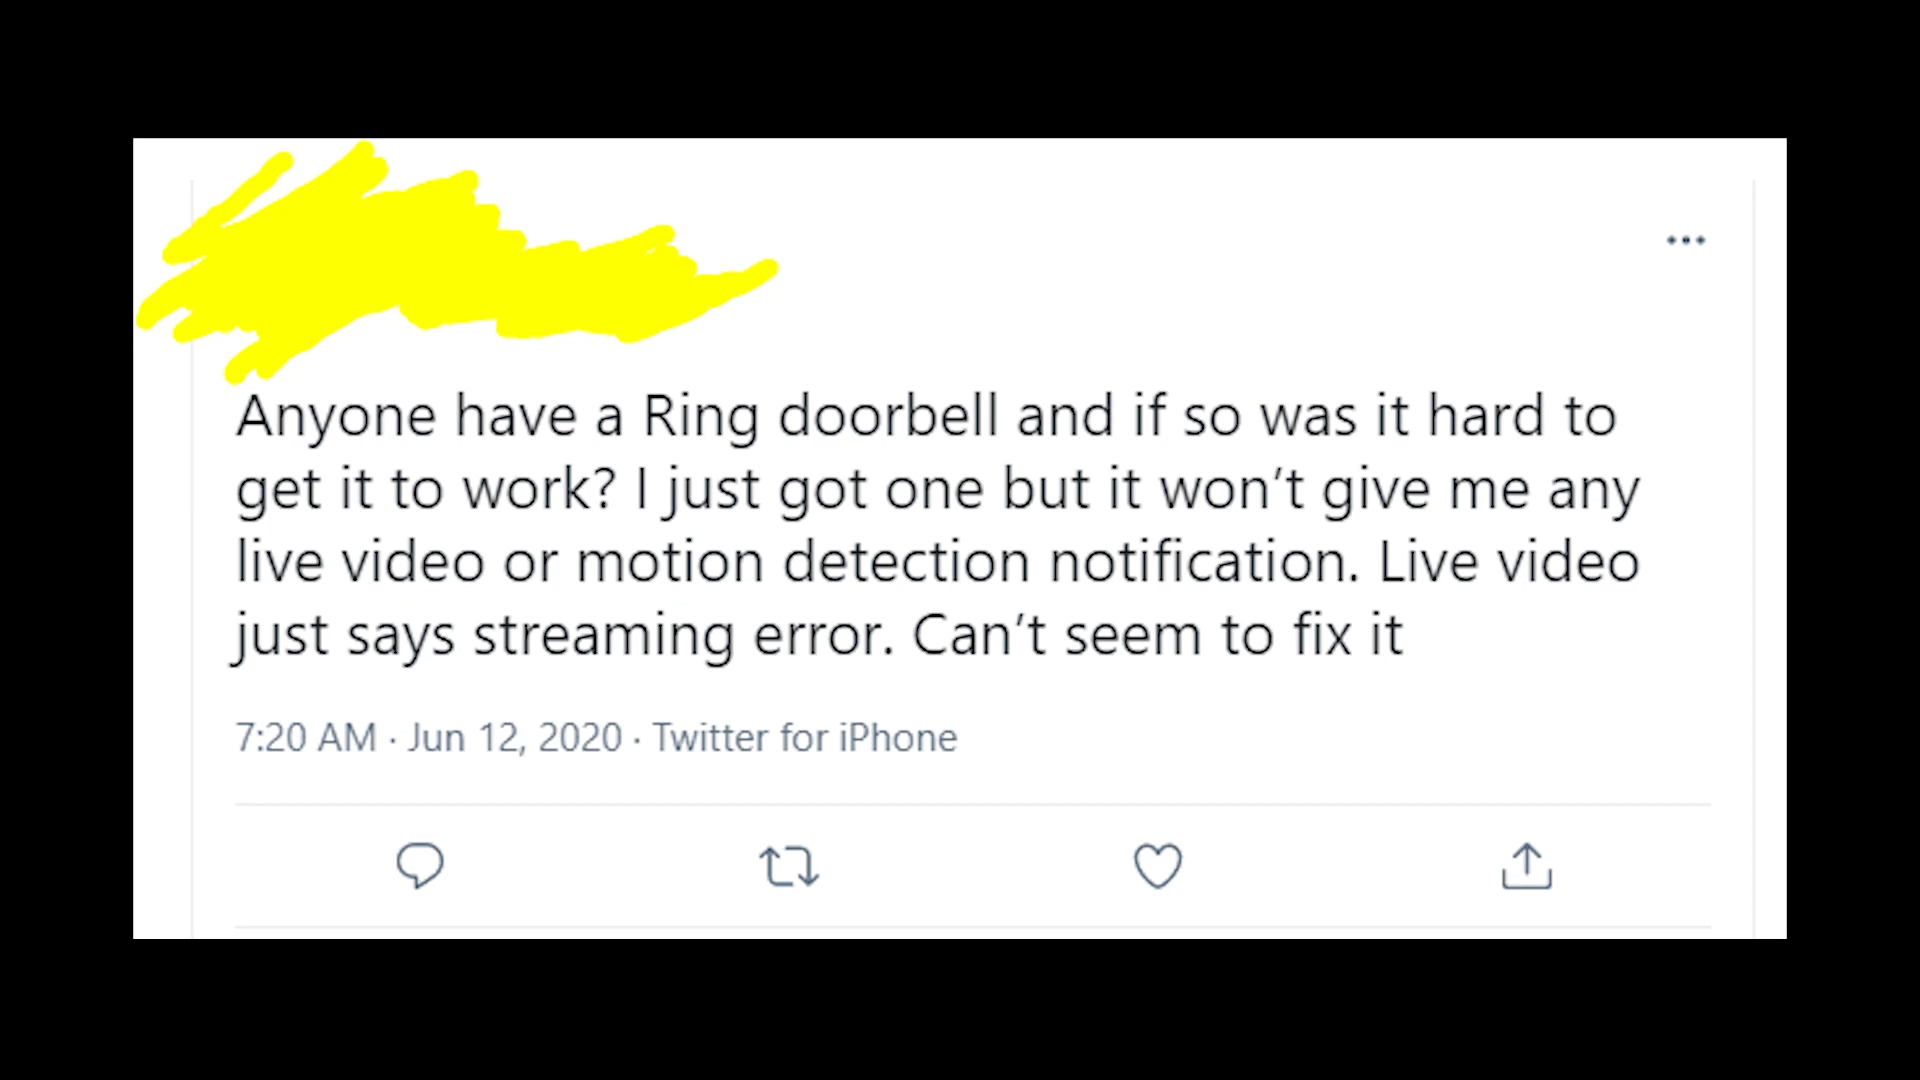 Anyone have a Ring doorbell and if so was it hard to
get it to work? I just got one but it won’t give me any
live video or motion detection notification. Live video
just says streaming error. Can’t seem to fix it
7:20 AM · Jun 12, 2020 · Twitter for iPhone